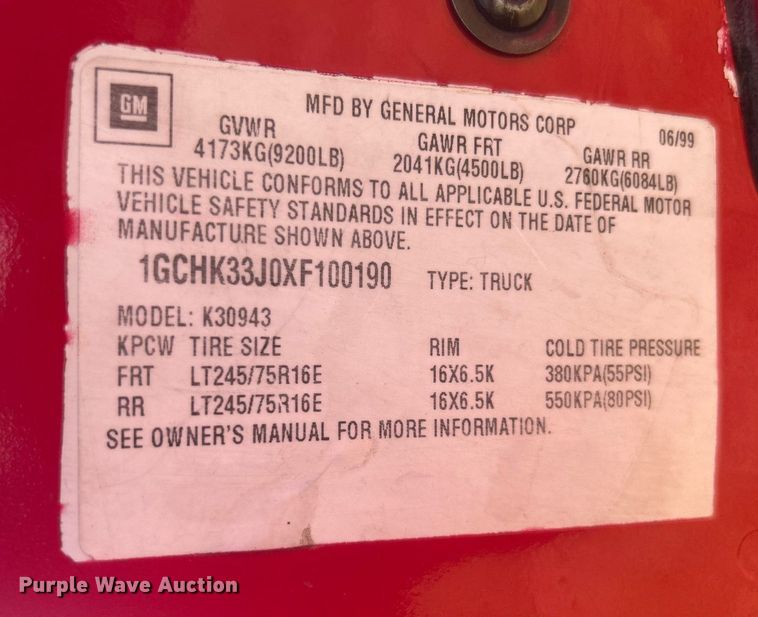 GM
MFD BY GENERAL MOTORS CORP 06/99
GVWR GAWR FRT GAWR RR
4173KG(9200LB) 2041KG(4500LB) 2760KG(6084LB)
THIS VEHICLE CONFORMS TO ALL APPLICABLE U.S. FEDERAL MOTOR
VEHICLE SAFETY STANDARDS IN EFFECT ON THE DATE OF
MANUFACTURE SHOWN ABOVE.
1GCHK33J0XF100190 TYPE: TRUCK
MODEL: K30943
KPCW TIRE SIZE RIM COLD TIRE PRESSURE
FRT LT245/75R16E 16X6.5K 380KPA(55PSI)
RR LT245/75R16E 16X6.5K 550KPA(80PSI)
SEE OWNER'S MANUAL FOR MORE INFORMATION.
Purple Wave Auction